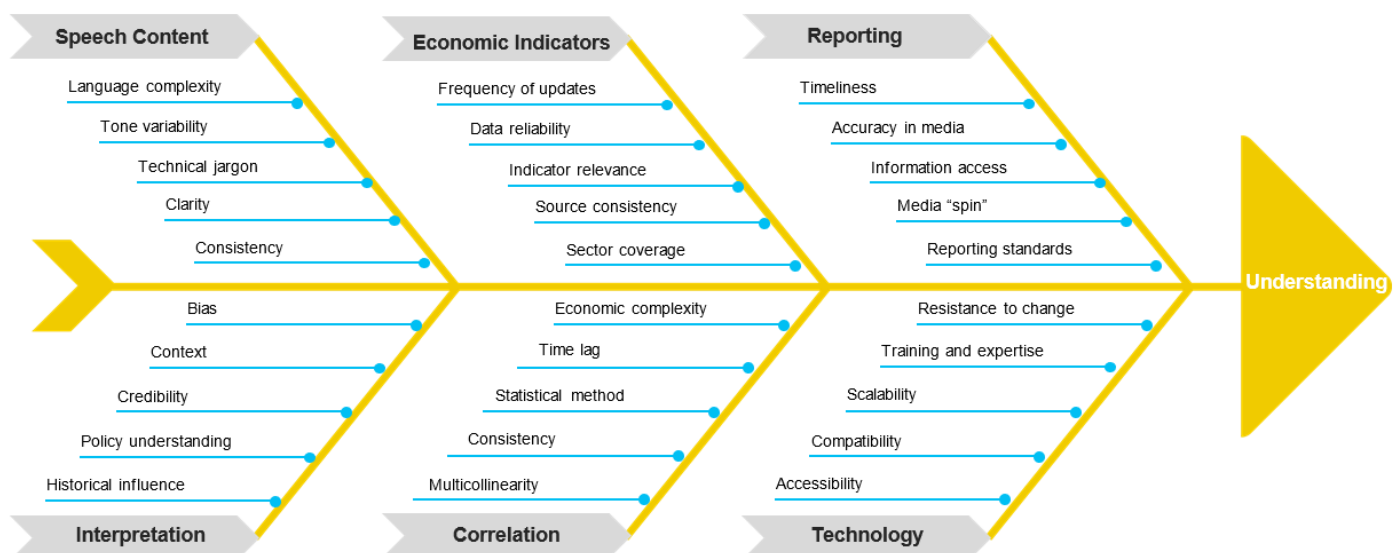 Speech Content
Language complexity
Tone variability
Technical jargon
Clarity
Consistency
Economic Indicators
Frequency of updates
Data reliability
Indicator relevance
Source consistency
Sector coverage
Reporting
Timeliness
Accuracy in media
Information access
Media “spin”
Reporting standards
Understanding
Bias
Context
Credibility
Policy understanding
Historical influence
Interpretation
Economic complexity
Time lag
Statistical method
Consistency
Multicollinearity
Correlation
Resistance to change
Training and expertise
Scalability
Compatibility
Accessibility
Technology